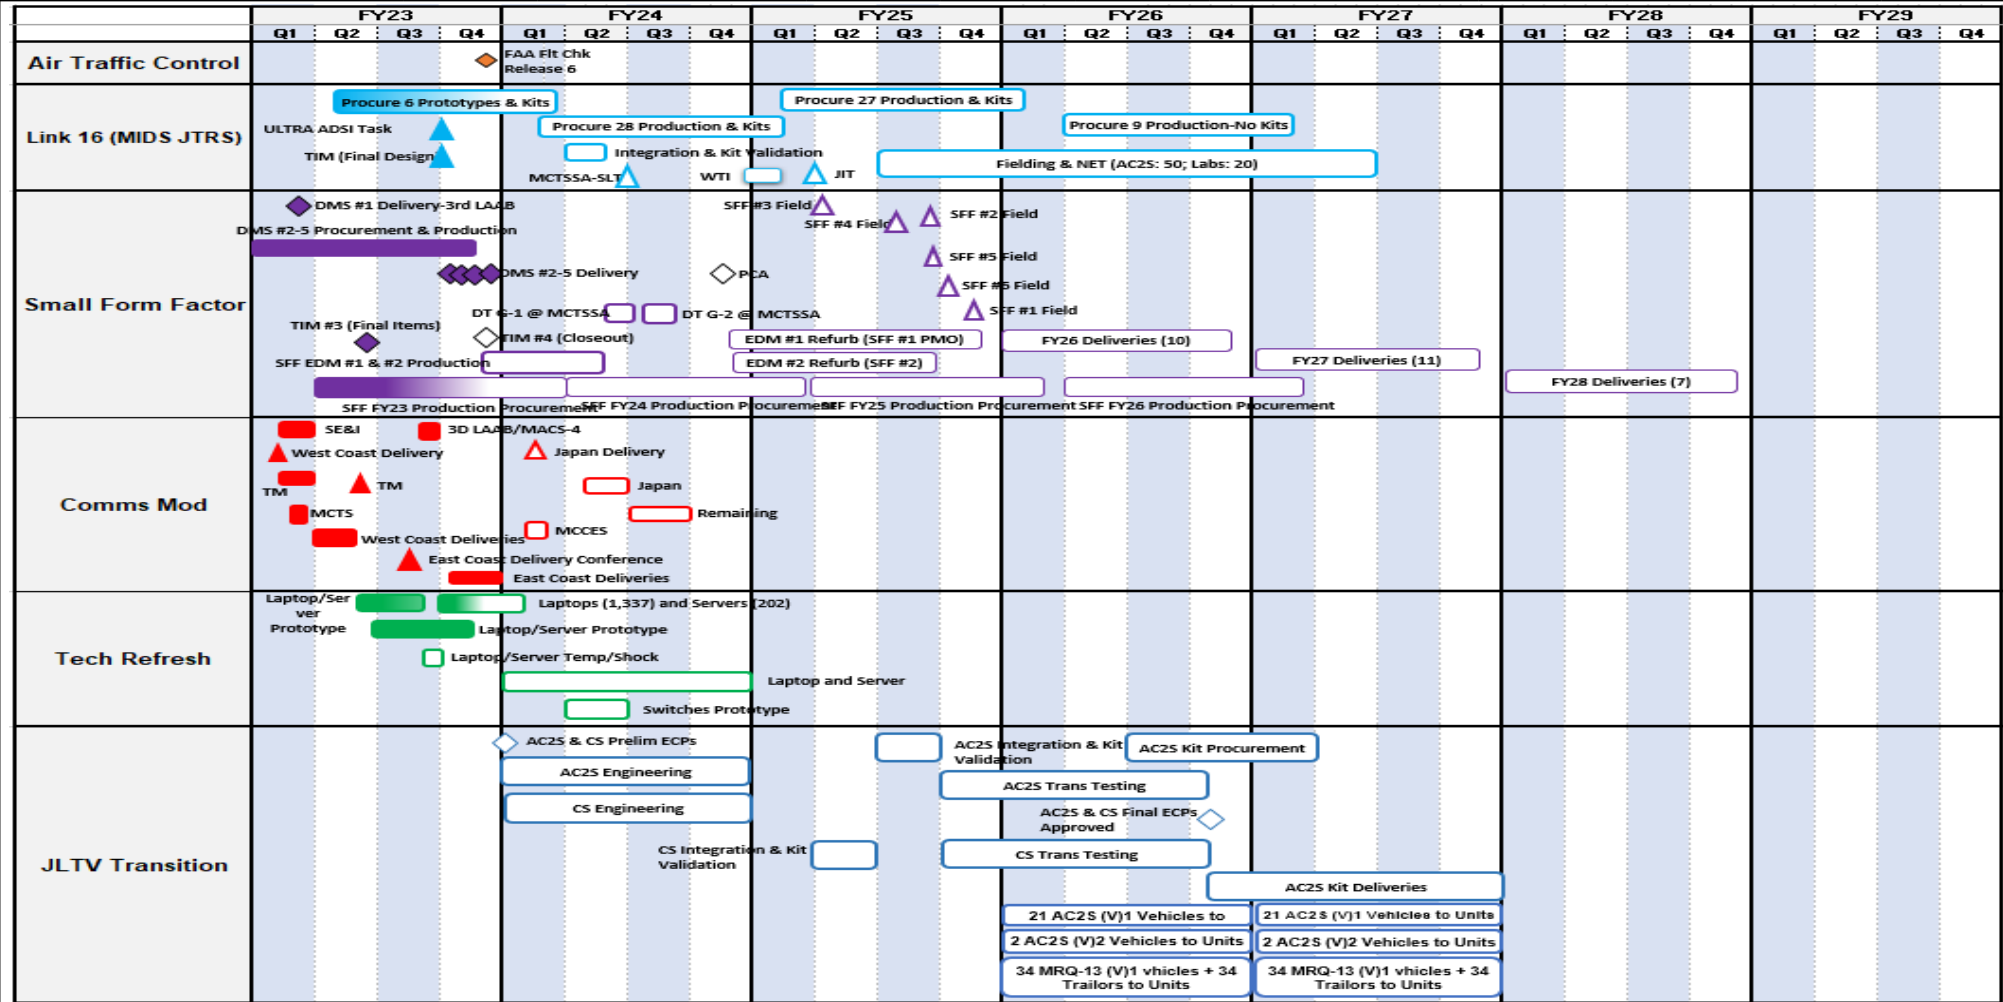 FY23 FY24 FY25 FY26 FY27 FY28 FY29
Q1 Q2 Q3 Q4 Q1 Q2 Q3 Q4 Q1 Q2 Q3 Q4 Q1 Q2 Q3 Q4 Q1 Q2 Q3 Q4 Q1 Q2 Q3 Q4 Q1 Q2 Q3 Q4
Air Traffic Control
FAA Flt Chk
Release 6
Link 16 (MIDS JTRS)
Procure 6 Prototypes & Kits
Procure 27 Production & Kits
ULTRA ADSI Task
Procure 28 Production & Kits
Procure 9 Production-No Kits
TIM (Final Design
Integration & Kit Validation
Fielding & NET (AC2S: 50; Labs: 20)
MCTSSA-SLT
WTI
JIT
Small Form Factor
DMS #1 Delivery-3rd LAAB
SFF #3 Field
SFF #4 Field
SFF #2 Field
DMS #2-5 Procurement & Production
SFF #5 Field
DMS #2-5 Delivery
PCA
SFF #6 Field
DT G-1 @ MCTSSA
DT G-2 @ MCTSSA
SFF #1 Field
TIM #3 (Final Items)
TIM #4 (Closeout)
EDM #1 Refurb (SFF #1 PMO)
FY26 Deliveries (10)
SFF EDM #1 & #2 Production
EDM #2 Refurb (SFF #2)
FY27 Deliveries (11)
FY28 Deliveries (7)
SFF FY23 Production Procurement
SFF FY24 Production Procurement
SFF FY25 Production Procurement
SFF FY26 Production Procurement
Comms Mod
SE&I
3D LAAB/MACS-4
West Coast Delivery
Japan Delivery
TM
TM
Japan
MCTS
Remaining
West Coast Deliveries
MCCES
East Coast Delivery Conference
East Coast Deliveries
Tech Refresh
Laptop/Ser
ver
Prototype
Laptops (1,337) and Servers (202)
Laptop/Server Prototype
Laptop/Server Temp/Shock
Laptop and Server
Switches Prototype
JLTV Transition
AC2S & CS Prelim ECPs
AC2S Integration & Kit
Validation
AC2S Kit Procurement
AC2S Engineering
AC2S Trans Testing
CS Engineering
AC2S & CS Final ECPs
Approved
CS Integration & Kit
Validation
CS Trans Testing
AC2S Kit Deliveries
21 AC2S (V)1 Vehicles to
21 AC2S (V)1 Vehicles to Units
2 AC2S (V)2 Vehicles to Units
2 AC2S (V)2 Vehicles to Units
34 MRQ-13 (V)1 vhicles + 34
Trailors to Units
34 MRQ-13 (V)1 vhicles + 34
Trailors to Units